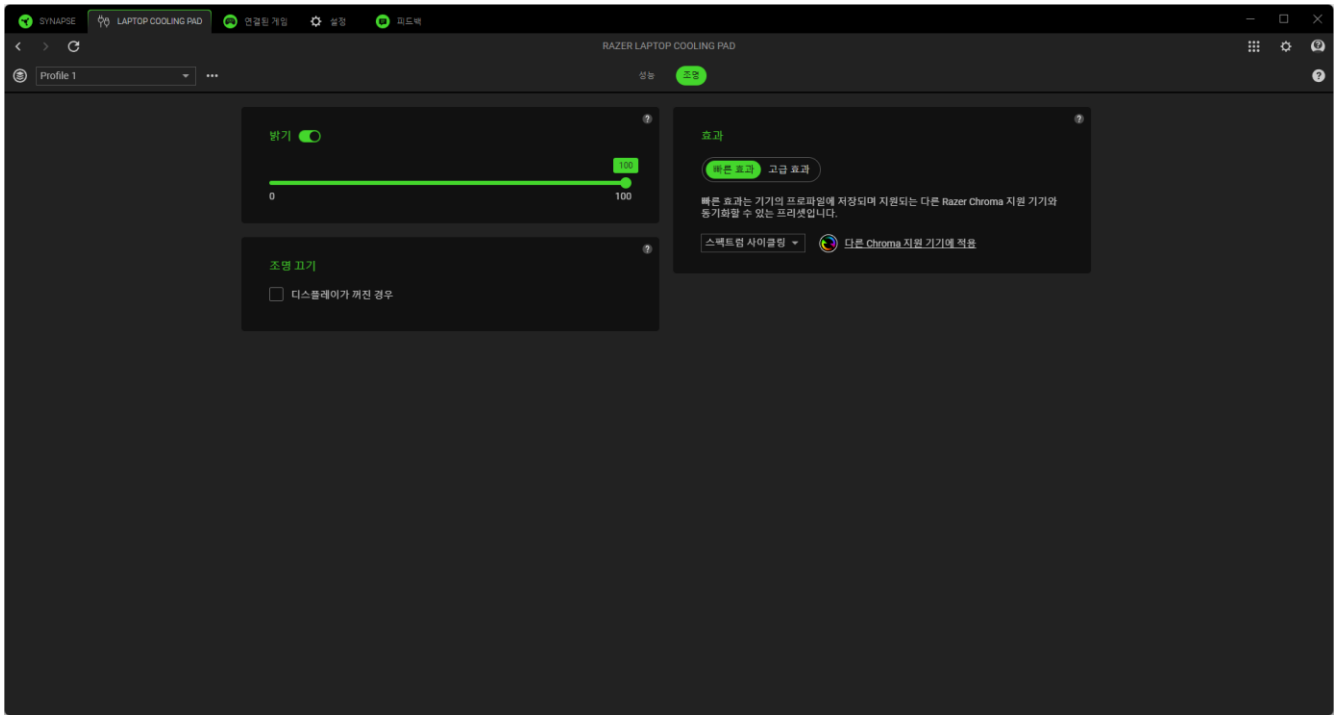 SYNAPSE LAPTOP COOLING PAD 연결된 게임 설정 피드백
RAZER LAPTOP COOLING PAD
Profile 1 성능 조명
밝기
100
0 100
조명 끄기
디스플레이가 꺼진 경우
효과
빠른 효과 고급 효과
빠른 효과는 기기의 프로파일에 저장되며 지원되는 다른 Razer Chroma 지원 기기와
동기화할 수 있는 프리셋입니다.
스펙트럼 사이클링 다른 Chroma 지원 기기에 적용